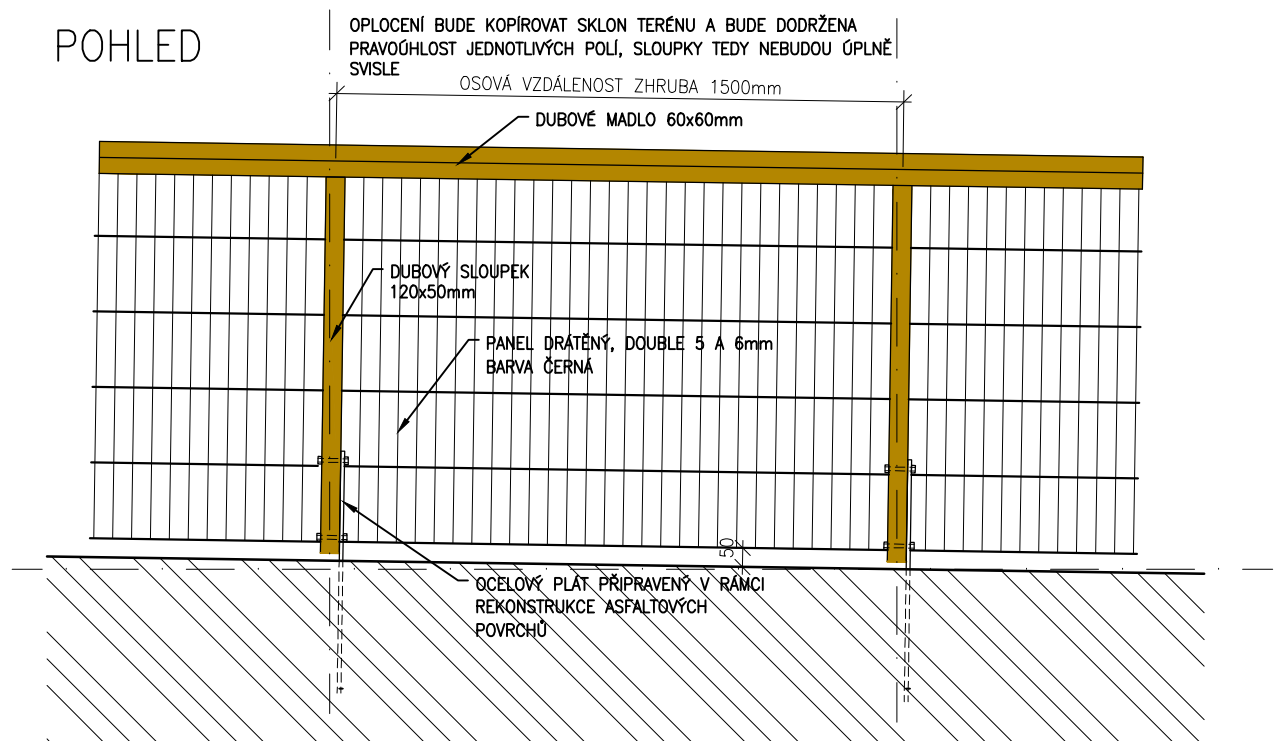 POHLED
OPLOCENÍ BUDE KOPÍROVAT SKLON TERÉNU A BUDE DODRŽENA
PRAVOÚHLOST JEDNOTLIVÝCH POLÍ, SLOUPKY TEDY NEBUDOU ÚPLNĚ
SVISLE
OSOVÁ VZDÁLENOST ZHRUBA 1500mm
DUBOVÉ MADLO 60x60mm
DUBOVÝ SLOUPEK
120x50mm
PANEL DRÁTĚNÝ, DOUBLE 5 A 6mm
BARVA ČERNÁ
50
OCELOVÝ PLÁT PŘIPRAVENÝ V RÁMCI
REKONSTRUKCE ASFALTOVÝCH
POVRCHŮ